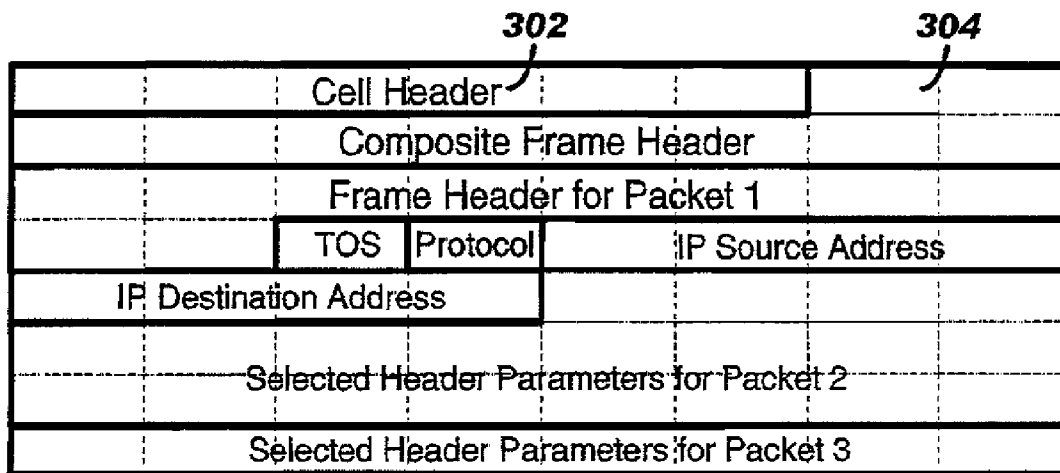 302 304
Cell Header
Composite Frame Header
Frame Header for Packet 1
TOS Protocol IP Source Address
IP Destination Address
Selected Header Parameters for Packet 2
Selected Header Parameters for Packet 3